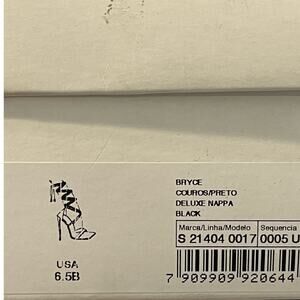 BRYCE
COUROS/PRETO
DELUXE NAPPA
BLACK
Marca/Linha/Modelo Sequencia
S 21404 0017 0005 U
USA
6.5B
7 909909 920644